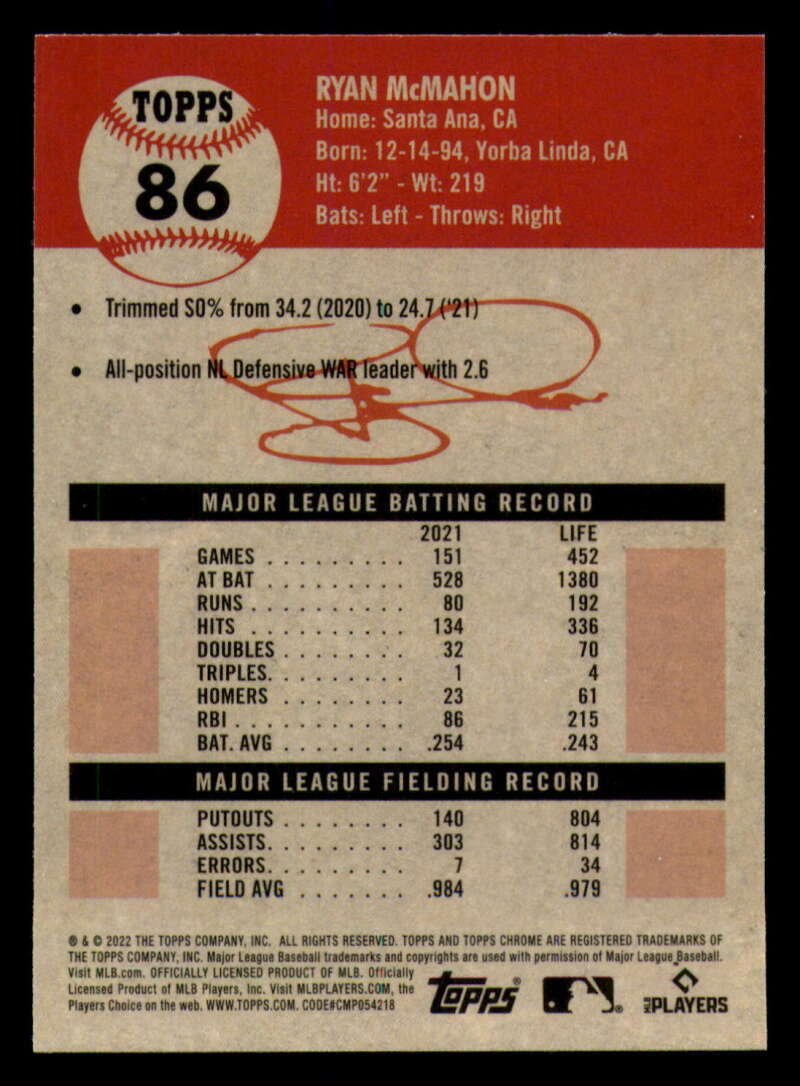 TOPPS
86
RYAN McMAHON
Home: Santa Ana, CA
Born: 12-14-94, Yorba Linda, CA
Ht: 6'2" - Wt: 219
Bats: Left - Throws: Right
• Trimmed SO% from 34.2 (2020) to 24.7 ('21)
• All-position NL Defensive WAR leader with 2.6
MAJOR LEAGUE BATTING RECORD
2021 LIFE
GAMES . . . . . . . . . 151 452
AT BAT . . . . . . . . . 528 1380
RUNS . . . . . . . . . . 80 192
HITS . . . . . . . . . . 134 336
DOUBLES . . . . . . . . 32 70
TRIPLES. . . . . . . . . 1 4
HOMERS . . . . . . . . 23 61
RBI . . . . . . . . . . . 86 215
BAT. AVG . . . . . . . . .254 .243
MAJOR LEAGUE FIELDING RECORD
PUTOUTS . . . . . . . . 140 804
ASSISTS. . . . . . . . . 303 814
ERRORS. . . . . . . . . 7 34
FIELD AVG . . . . . . . .984 .979
® & © 2022 THE TOPPS COMPANY, INC. ALL RIGHTS RESERVED. TOPPS AND TOPPS CHROME ARE REGISTERED TRADEMARKS OF
THE TOPPS COMPANY, INC. Major League Baseball trademarks and copyrights are used with permission of Major League Baseball.
Visit MLB.com. OFFICIALLY LICENSED PRODUCT OF MLB. Officially
Licensed Product of MLB Players, Inc. Visit MLBPLAYERS.COM, the
Players Choice on the web. WWW.TOPPS.COM. CODE#CMP054218
Topps®
MLB PLAYERS